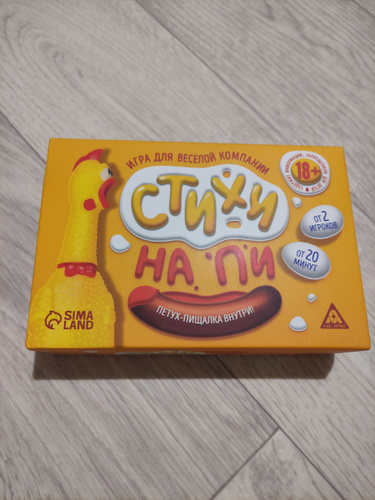 ИГРА ДЛЯ ВЕСЕЛОЙ КОМПАНИИ
18+
СТИХИ
НА ПИ
ОТ 2
ИГРОКОВ
ОТ 20
МИНУТ
ПЕТУХ-ПИЩАЛКА ВНУТРИ!
SIMA
LAND